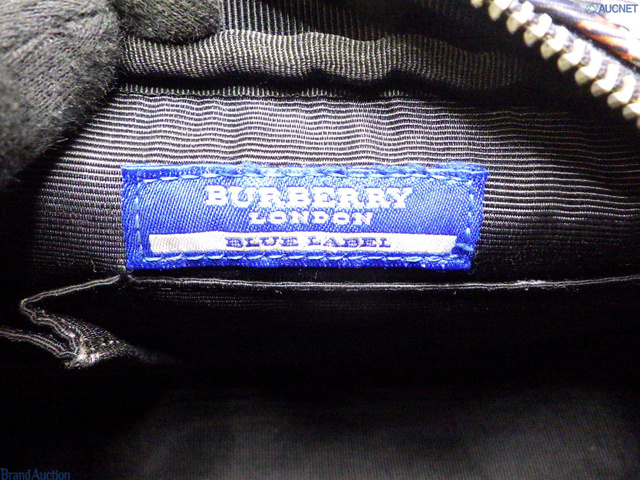 AUCNET
BURBERRY
LONDON
BLUE LABEL
Brand Auction